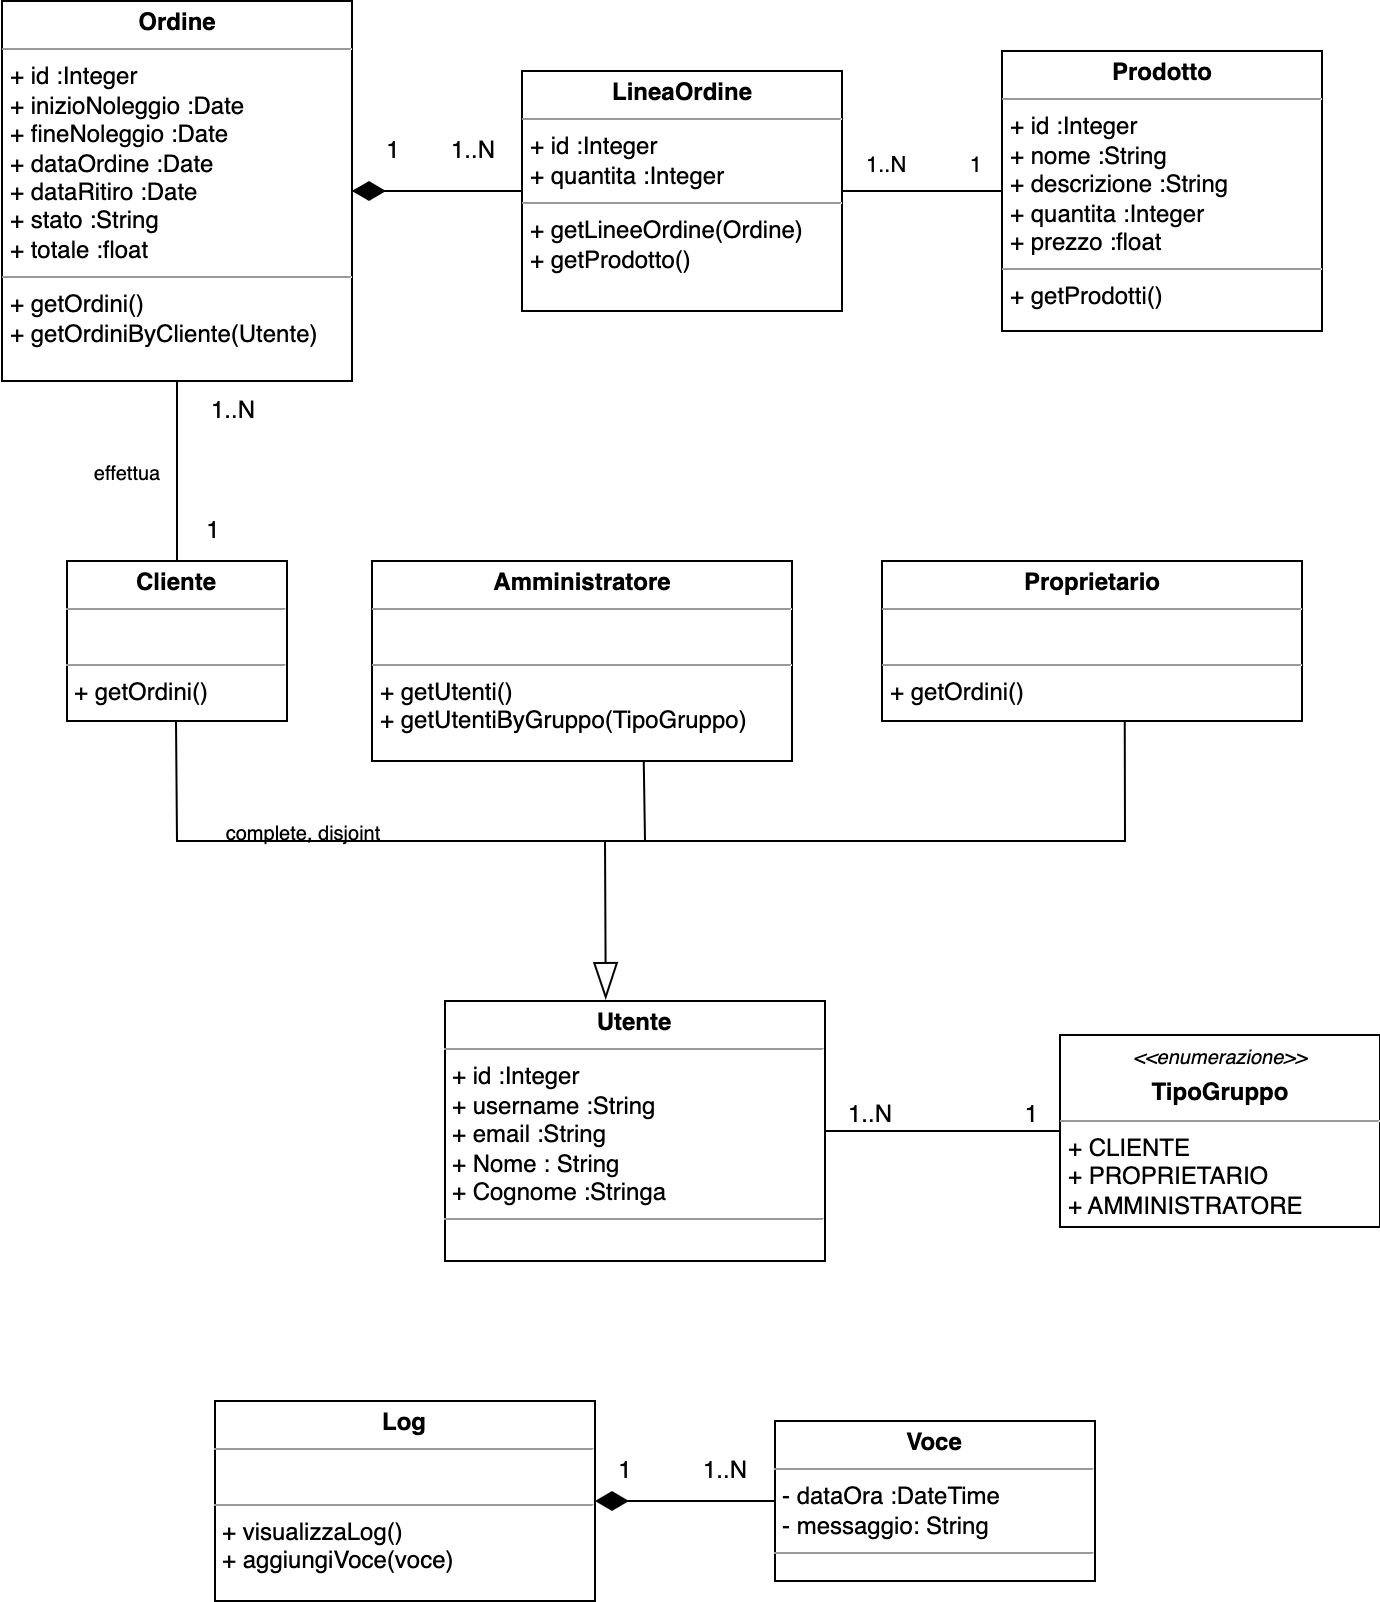 Ordine
+ id :Integer
+ inizioNoleggio :Date
+ fineNoleggio :Date
+ dataOrdine :Date
+ dataRitiro :Date
+ stato :String
+ totale :float
+ getOrdini()
+ getOrdiniByCliente(Utente)
1
1..N
LineaOrdine
+ id :Integer
+ quantita :Integer
+ getLineeOrdine(Ordine)
+ getProdotto()
1..N
1
Prodotto
+ id :Integer
+ nome :String
+ descrizione :String
+ quantita :Integer
+ prezzo :float
+ getProdotti()
1..N
effettua
1
Cliente
+ getOrdini()
Amministratore
+ getUtenti()
+ getUtentiByGruppo(TipoGruppo)
Proprietario
+ getOrdini()
complete, disjoint
Utente
+ id :Integer
+ username :String
+ email :String
+ Nome : String
+ Cognome :Stringa
1..N
1
<<enumerazione>>
TipoGruppo
+ CLIENTE
+ PROPRIETARIO
+ AMMINISTRATORE
Log
+ visualizzaLog()
+ aggiungiVoce(voce)
1
1..N
Voce
- dataOra :DateTime
- messaggio: String